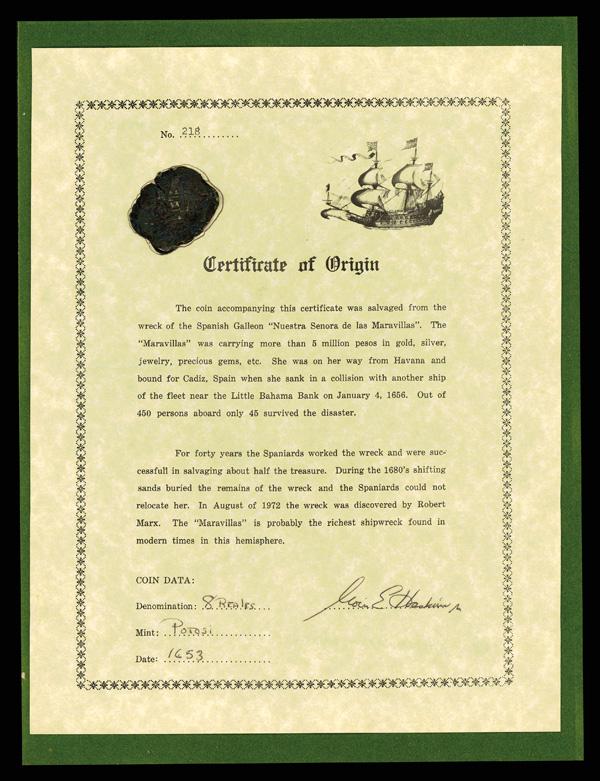 No. 218
Certificate of Origin
The coin accompanying this certificate was salvaged from the
wreck of the Spanish Galleon "Nuestra Senora de las Maravillas". The
"Maravillas" was carrying more than 5 million pesos in gold, silver,
jewelry, precious gems, etc. She was on her way from Havana and
bound for Cadiz, Spain when she sank in a collision with another ship
of the fleet near the Little Bahama Bank on January 4, 1656. Out of
450 persons aboard only 45 survived the disaster.
For forty years the Spaniards worked the wreck and were suc-
cessfull in salvaging about half the treasure. During the 1680's shifting
sands buried the remains of the wreck and the Spaniards could not
relocate her. In August of 1972 the wreck was discovered by Robert
Marx. The "Maravillas" is probably the richest shipwreck found in
modern times in this hemisphere.
COIN DATA:
Denomination: 8 Reales
Mint: Potosi
Date: 1653